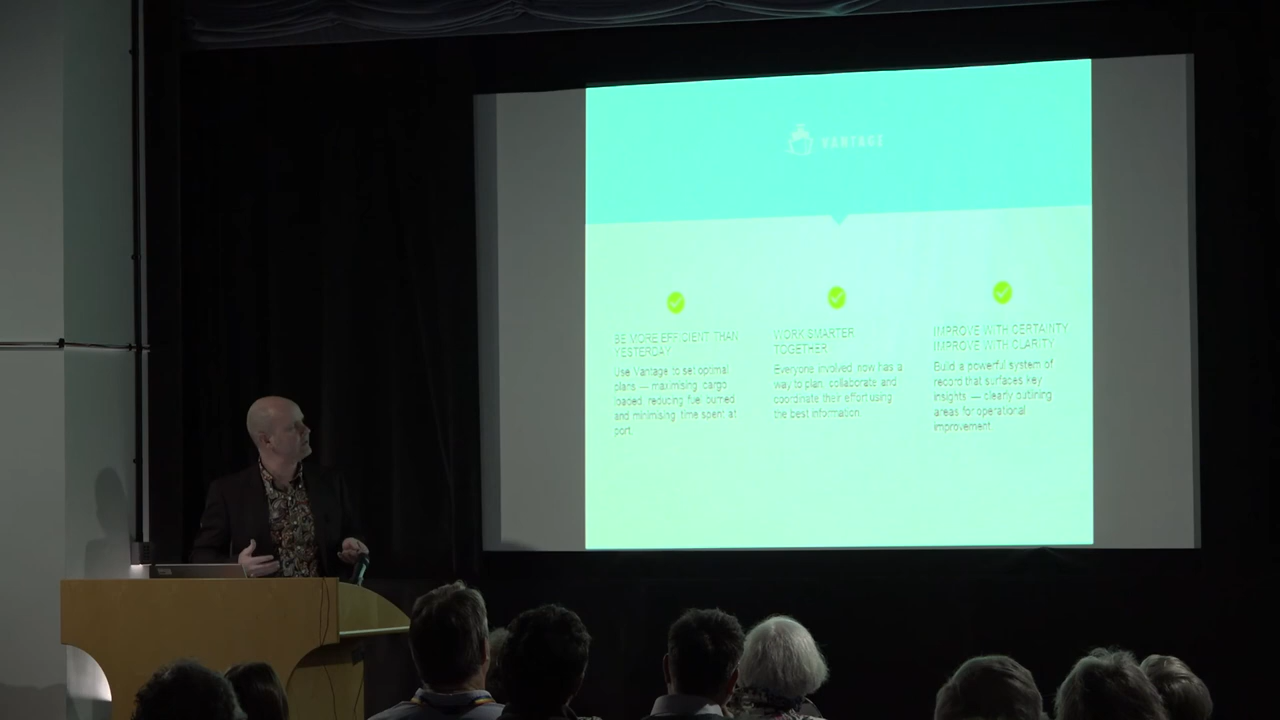 VANTAGE
BE MORE EFFICIENT THAN
YESTERDAY
Use Vantage to set optimal
plans — maximising cargo
loaded, reducing fuel burned
and minimising time spent at
port.
WORK SMARTER
TOGETHER
Everyone involved now has a
way to plan, collaborate and
coordinate their effort using
the best information.
IMPROVE WITH CERTAINTY
IMPROVE WITH CLARITY
Build a powerful system of
record that surfaces key
insights — clearly outlining
areas for operational
improvement.